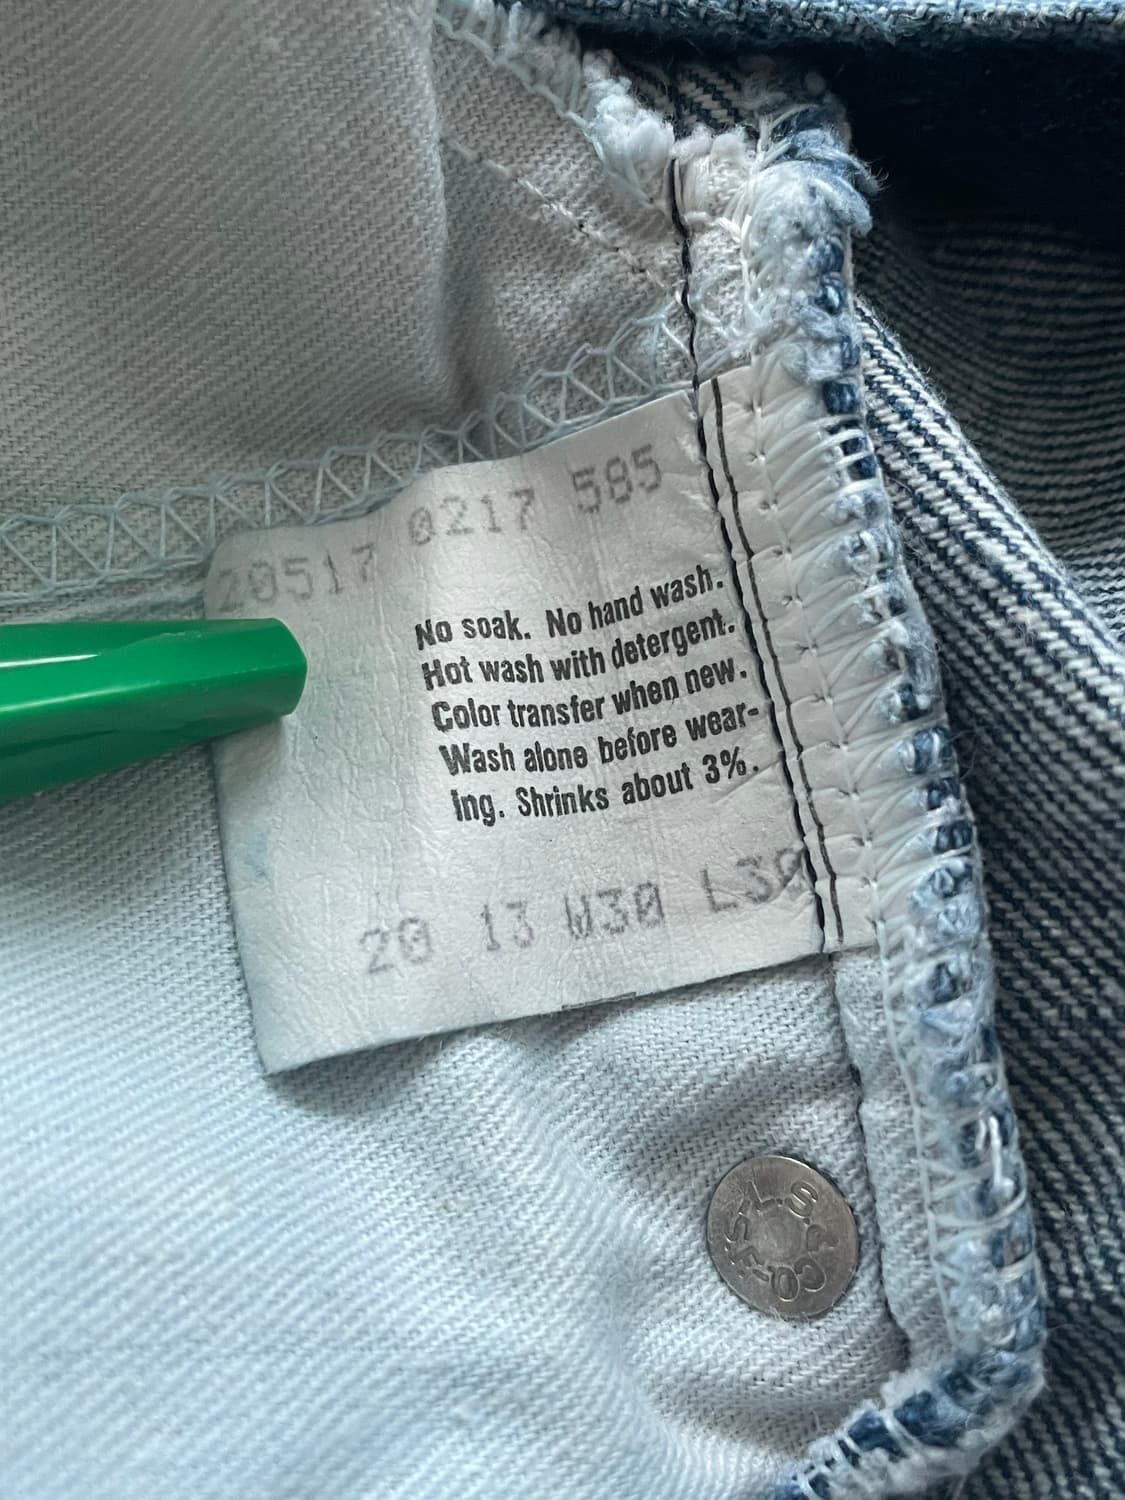 20517 0217 585
No soak. No hand wash.
Hot wash with detergent.
Color transfer when new.
Wash alone before wear-
ing. Shrinks about 3%.
20 13 W30 L30
L.S.& CO-S.F.